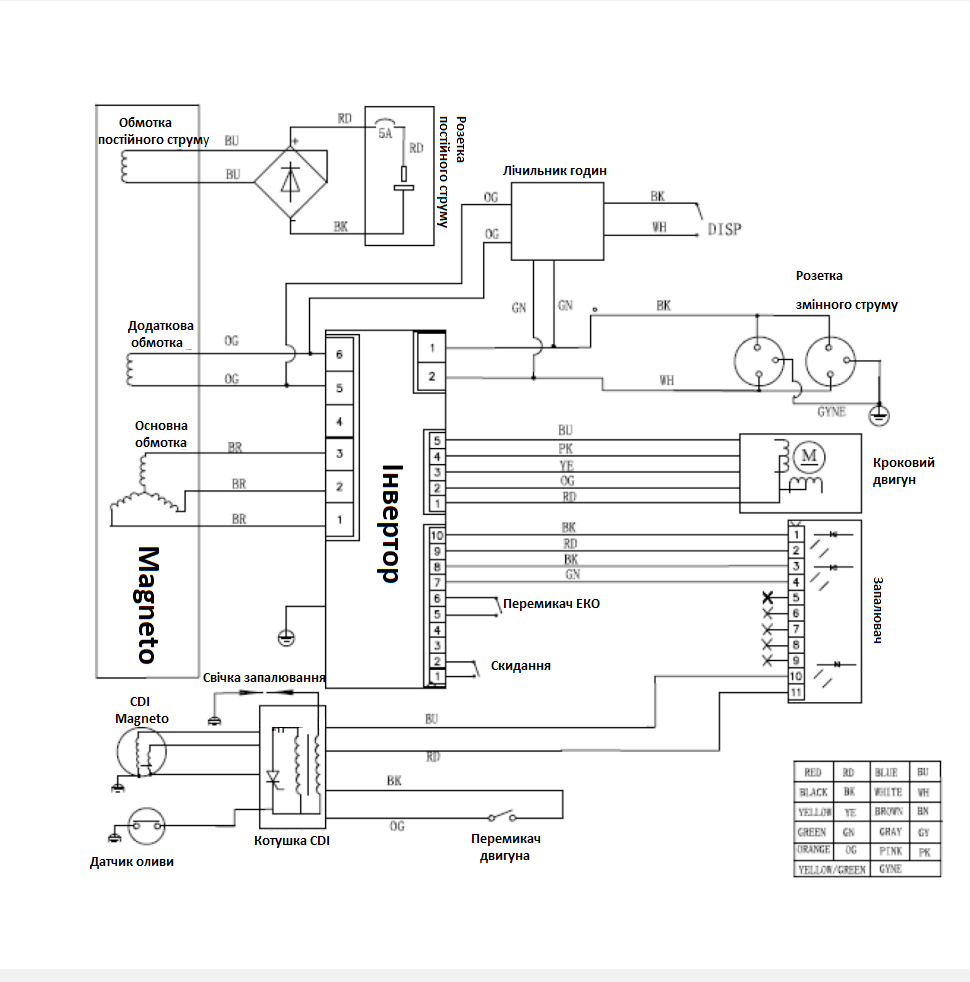 Обмотка
постійного струму
BU
BU
RD
5A
RD
BK
Розетка
постійного струму
Лічильник годин
OG
OG
BK
WH
DISP
GN
GN
Розетка
змінного струму
BK
WH
GYNE
Додаткова
обмотка
OG
OG
6
5
4
3
2
1
1
2
Основна
обмотка
BR
BR
BR
Magneto
Інвертор
5
4
3
2
1
BU
PK
YE
OG
RD
M
Кроковий
двигун
10
9
8
7
6
5
4
3
2
1
BK
RD
BK
GN
Перемикач ЕКО
Скидання
1
2
3
4
5
6
7
8
9
10
11
Запалювач
Свічка запалювання
CDI
Magneto
BU
RD
BK
OG
Датчик оливи
Котушка CDI
Перемикач
двигуна
RED RD BLUE BU
BLACK BK WHITE WH
YELLOW YE BROWN BN
GREEN GN GRAY GY
ORANGE OG PINK PK
YELLOW/GREEN GYNE